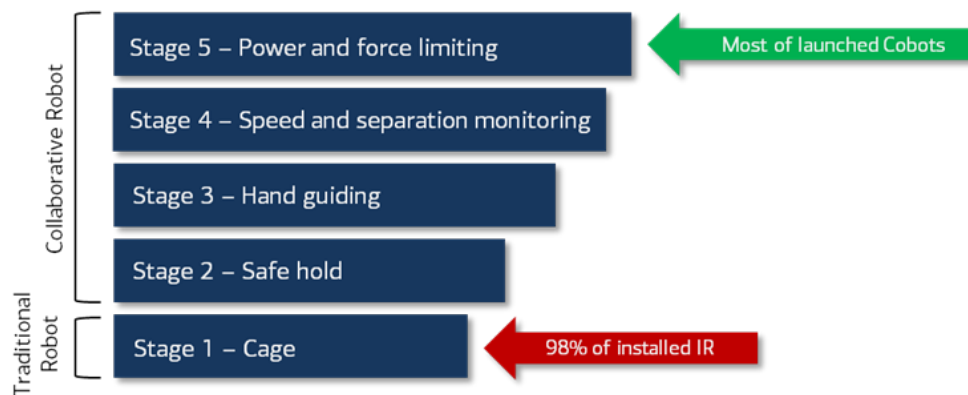 Collaborative Robot
Stage 5 – Power and force limiting
Most of launched Cobots
Stage 4 – Speed and separation monitoring
Stage 3 – Hand guiding
Stage 2 – Safe hold
Traditional
Robot
Stage 1 – Cage
98% of installed IR